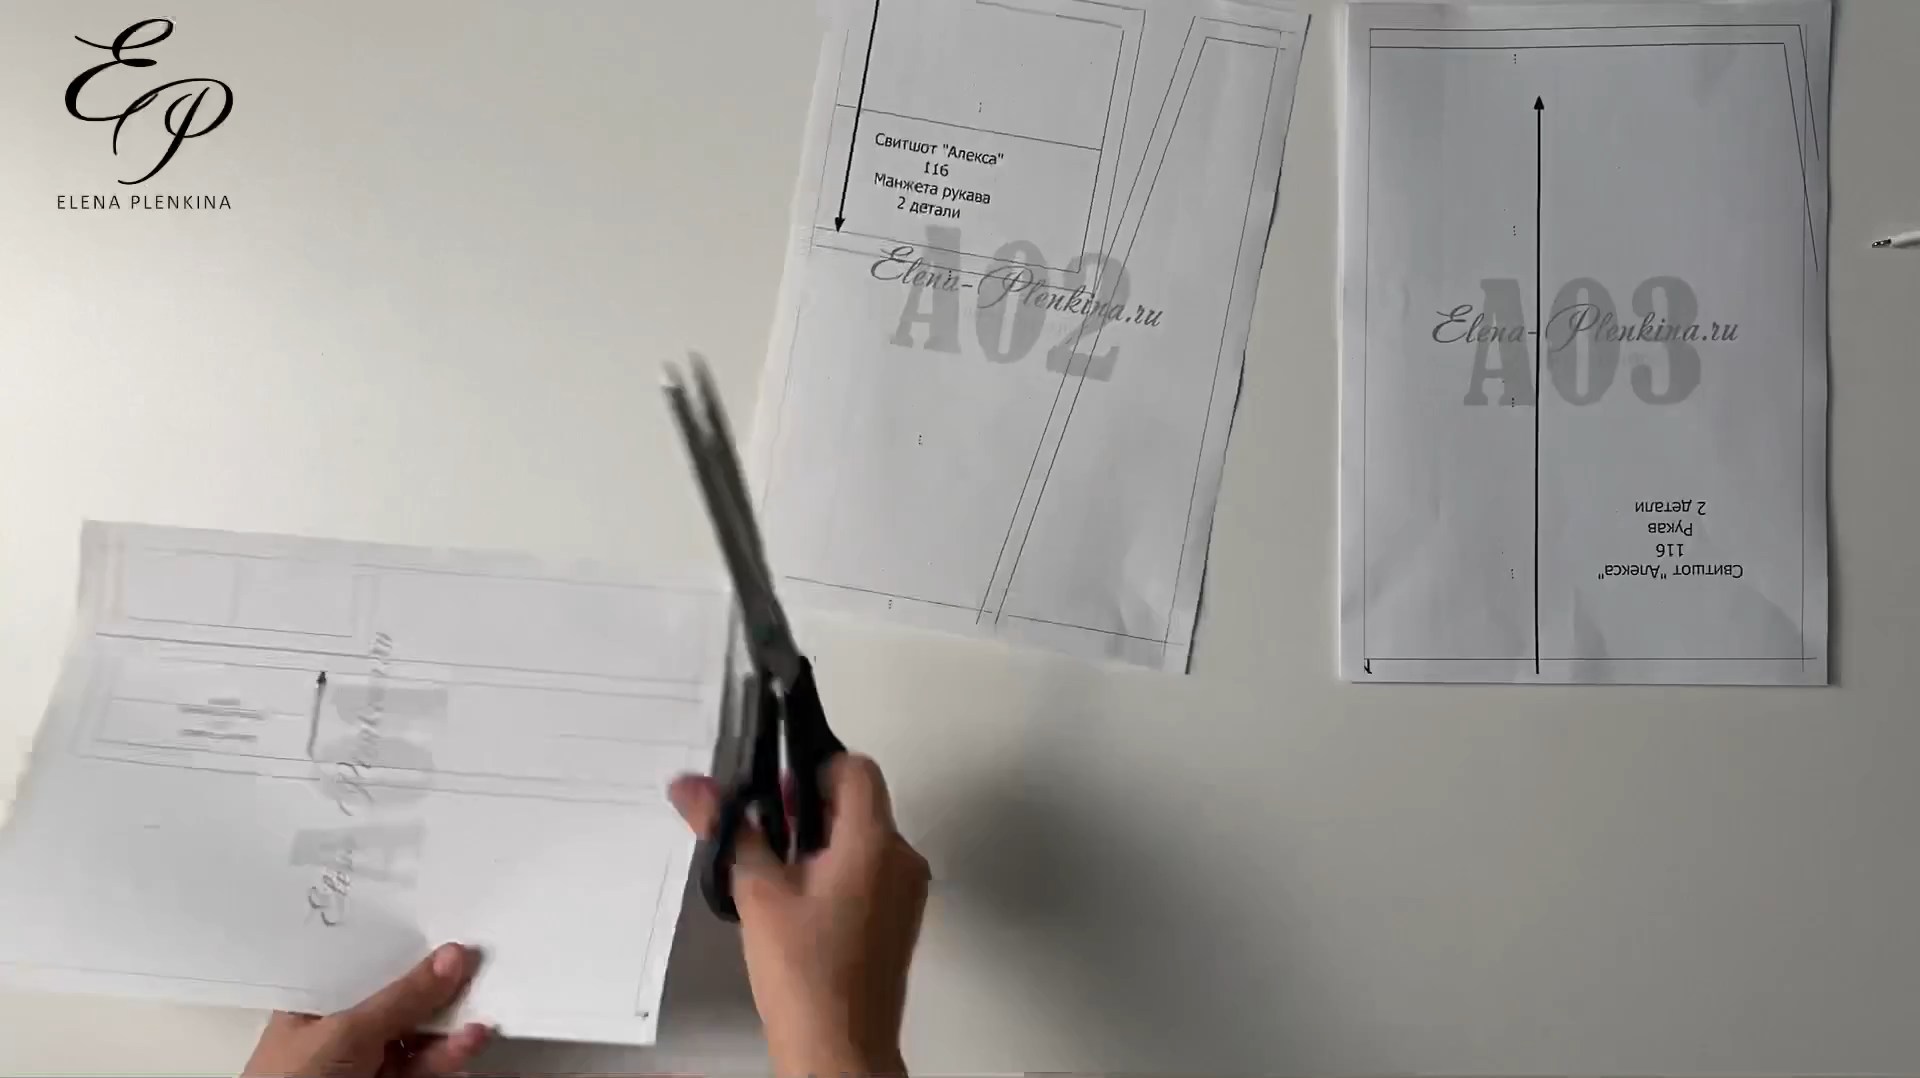 EP
ELENA PLENKINA
Свитшот "Алекса"
116
Манжета рукава
2 детали
A02
Elena-Plenkina.ru
A03
Elena-Plenkina.ru
Свитшот "Алекса"
116
Рукав
2 детали